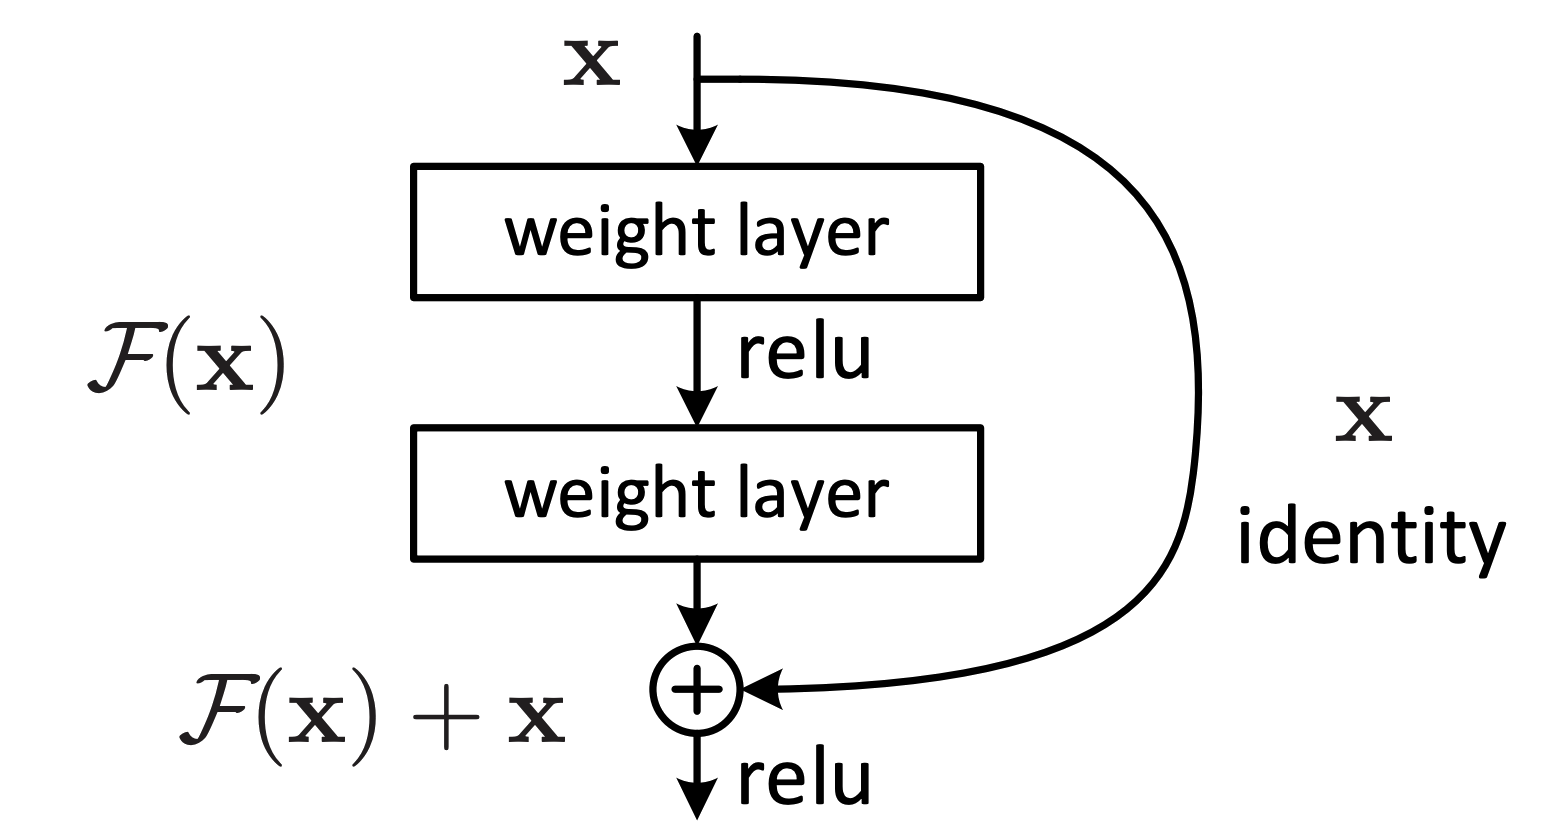 x
weight layer
relu
F(x)
x
weight layer
identity
F(x) + x
+
relu